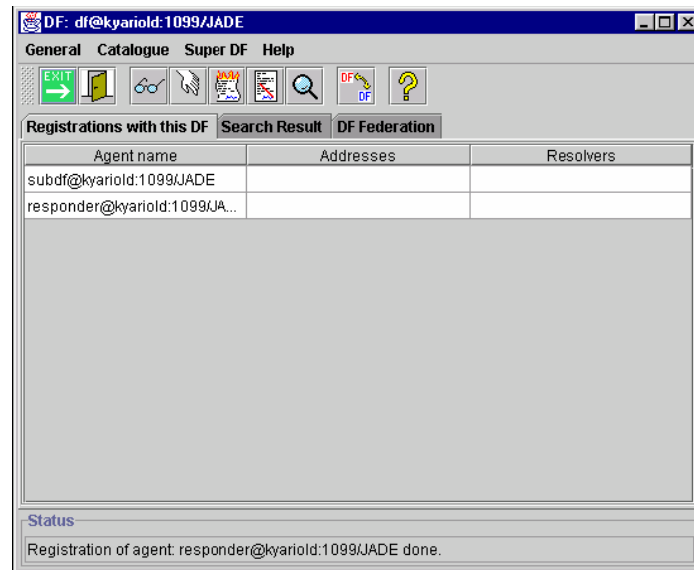 DF: df@kyariold:1099/JADE
General Catalogue Super DF Help
EXIT DF DF ?
Registrations with this DF Search Result DF Federation
Agent name Addresses Resolvers
subdf@kyariold:1099/JADE
responder@kyariold:1099/JA...
Status
Registration of agent: responder@kyariold:1099/JADE done.